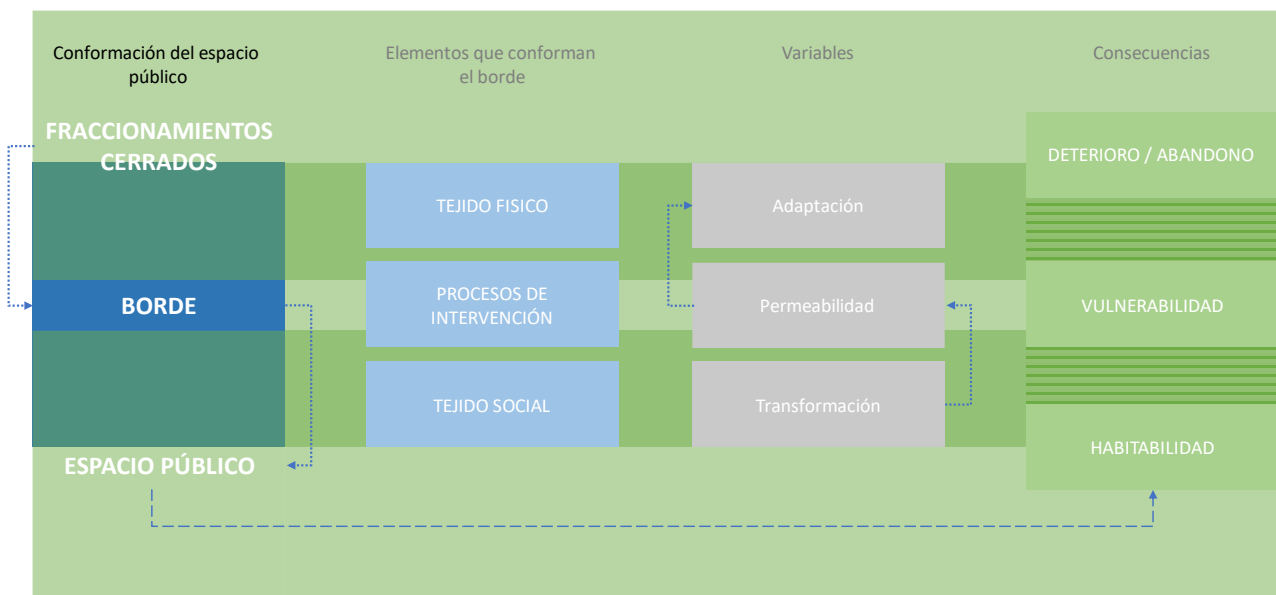 Conformación del espacio
público
Elementos que conforman
el borde
Variables
Consecuencias
FRACCIONAMIENTOS
CERRADOS
DETERIORO / ABANDONO
TEJIDO FISICO
Adaptación
BORDE
PROCESOS DE
INTERVENCIÓN
Permeabilidad
VULNERABILIDAD
TEJIDO SOCIAL
Transformación
HABITABILIDAD
ESPACIO PÚBLICO